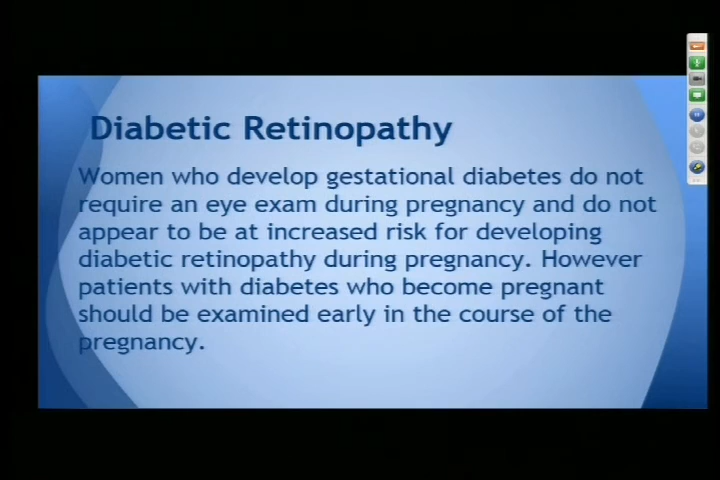 Diabetic Retinopathy
Women who develop gestational diabetes do not
require an eye exam during pregnancy and do not
appear to be at increased risk for developing
diabetic retinopathy during pregnancy. However
patients with diabetes who become pregnant
should be examined early in the course of the
pregnancy.